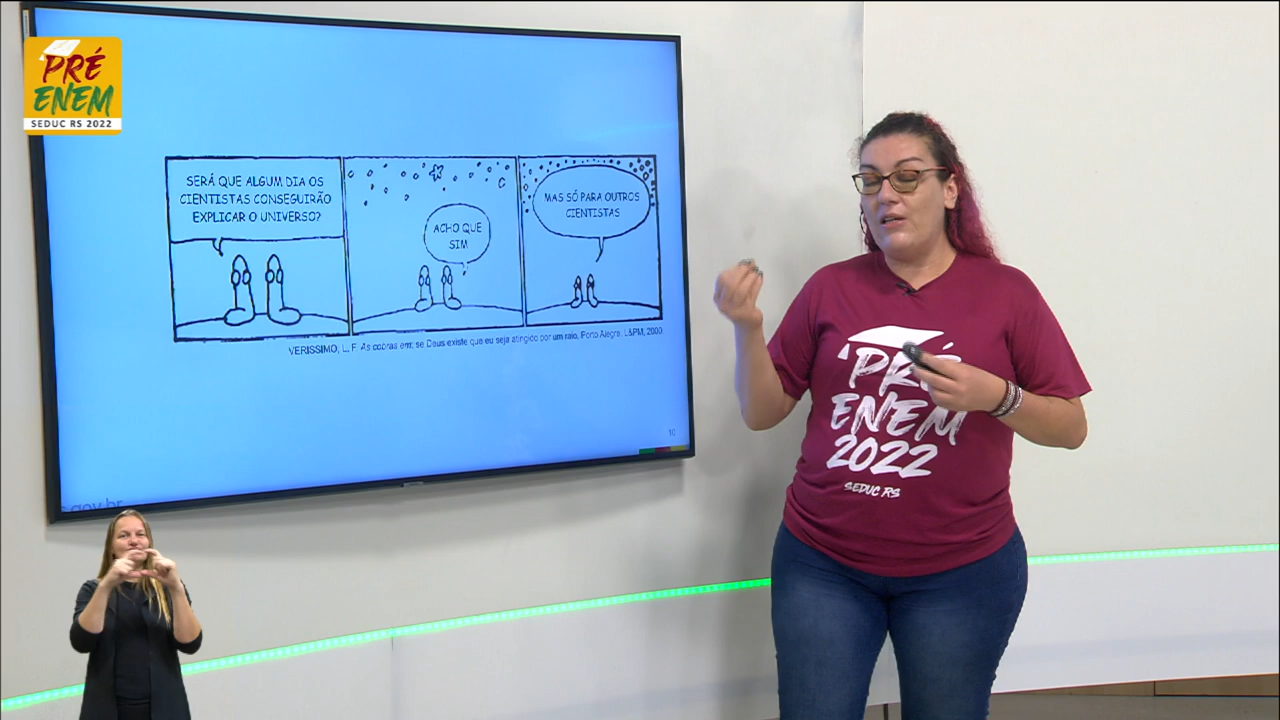 PRÉ
ENEM
SEDUC RS 2022
SERÁ QUE ALGUM DIA OS
CIENTISTAS CONSEGUIRÃO
EXPLICAR O UNIVERSO?
ACHO QUE
SIM
MAS SÓ PARA OUTROS
CIENTISTAS
VERISSIMO, L. F. As cobras em: se Deus existe que eu seja atingido por um raio. Porto Alegre, L&PM, 2000
10
.gov.br
PRÉ
ENEM
2022
SEDUC RS